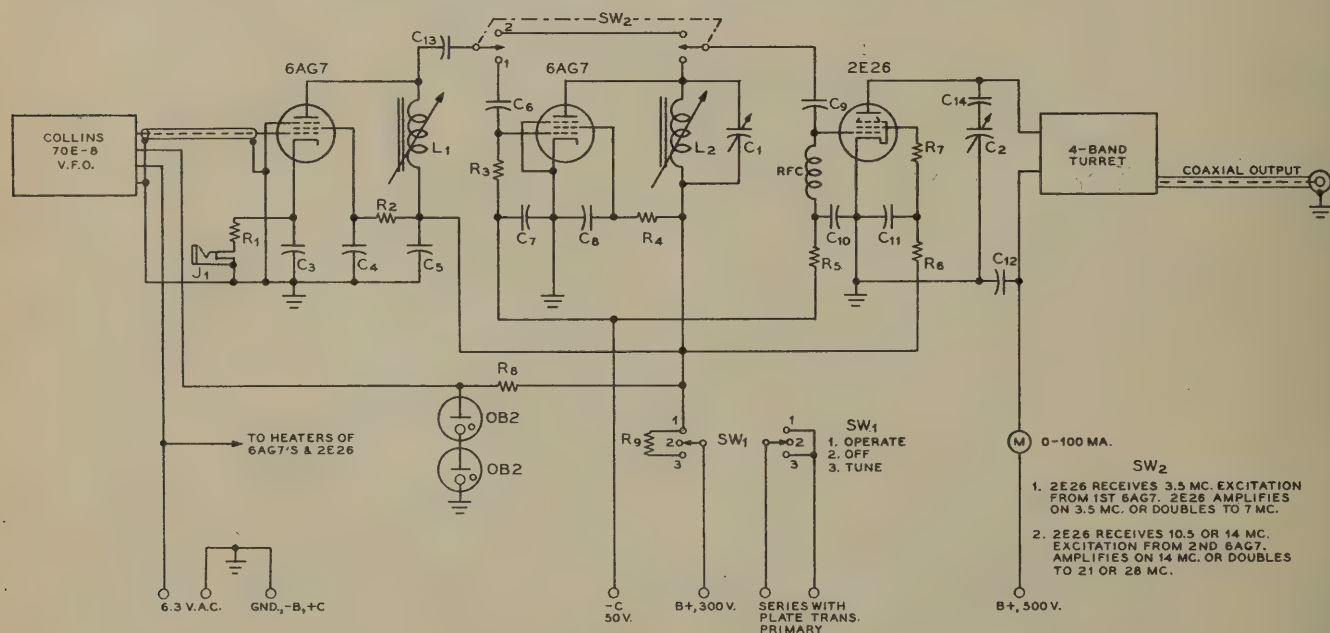 SW2
2
1
C13
6AG7
6AG7
2E26
COLLINS
70E-8
V.F.O.
L1
C6
L2
C1
C9
C14
C2
4-BAND
TURRET
COAXIAL OUTPUT
R3
RFC
R7
R1
R2
J1
C3
C4
C5
C7
C8
R4
C10
C11
R5
R6
C12
R8
OB2
OB2
TO HEATERS OF
6AG7'S & 2E26
R9
1
2
3
SW1
1
2
3
SW1
1. OPERATE
2. OFF
3. TUNE
M
0-100 MA.
SW2
1. 2E26 RECEIVES 3.5 MC. EXCITATION
FROM 1ST 6AG7. 2E26 AMPLIFIES
ON 3.5 MC. OR DOUBLES TO 7 MC.
2. 2E26 RECEIVES 10.5 OR 14 MC.
EXCITATION FROM 2ND 6AG7.
AMPLIFIES ON 14 MC. OR DOUBLES
TO 21 OR 28 MC.
6.3 V.A.C.
GND.,-B,+C
-C
50 V.
B+,300 V.
SERIES WITH
PLATE TRANS.
PRIMARY
B+, 500 V.